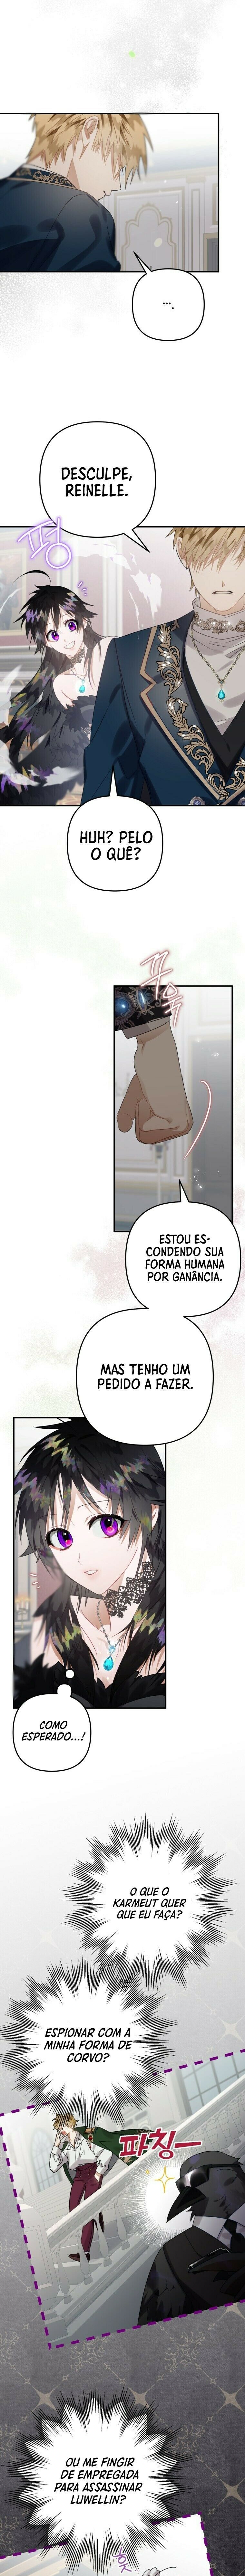 ....
DESCULPE,
REINELLE.
펑
HUH? PELO
O QUÊ?
꾸욱
ESTOU ES-
CONDENDO SUA
FORMA HUMANA
POR GANÂNCIA.
MAS TENHO UM
PEDIDO A FAZER.
COMO
ESPERADO...!
O QUE O
KARMEUT QUER
QUE EU FAÇA?
ESPIONAR COM A
MINHA FORMA DE
CORVO?
파칭—
OU ME FINGIR
DE EMPREGADA
PARA ASSASSINAR
LUWELLIN?